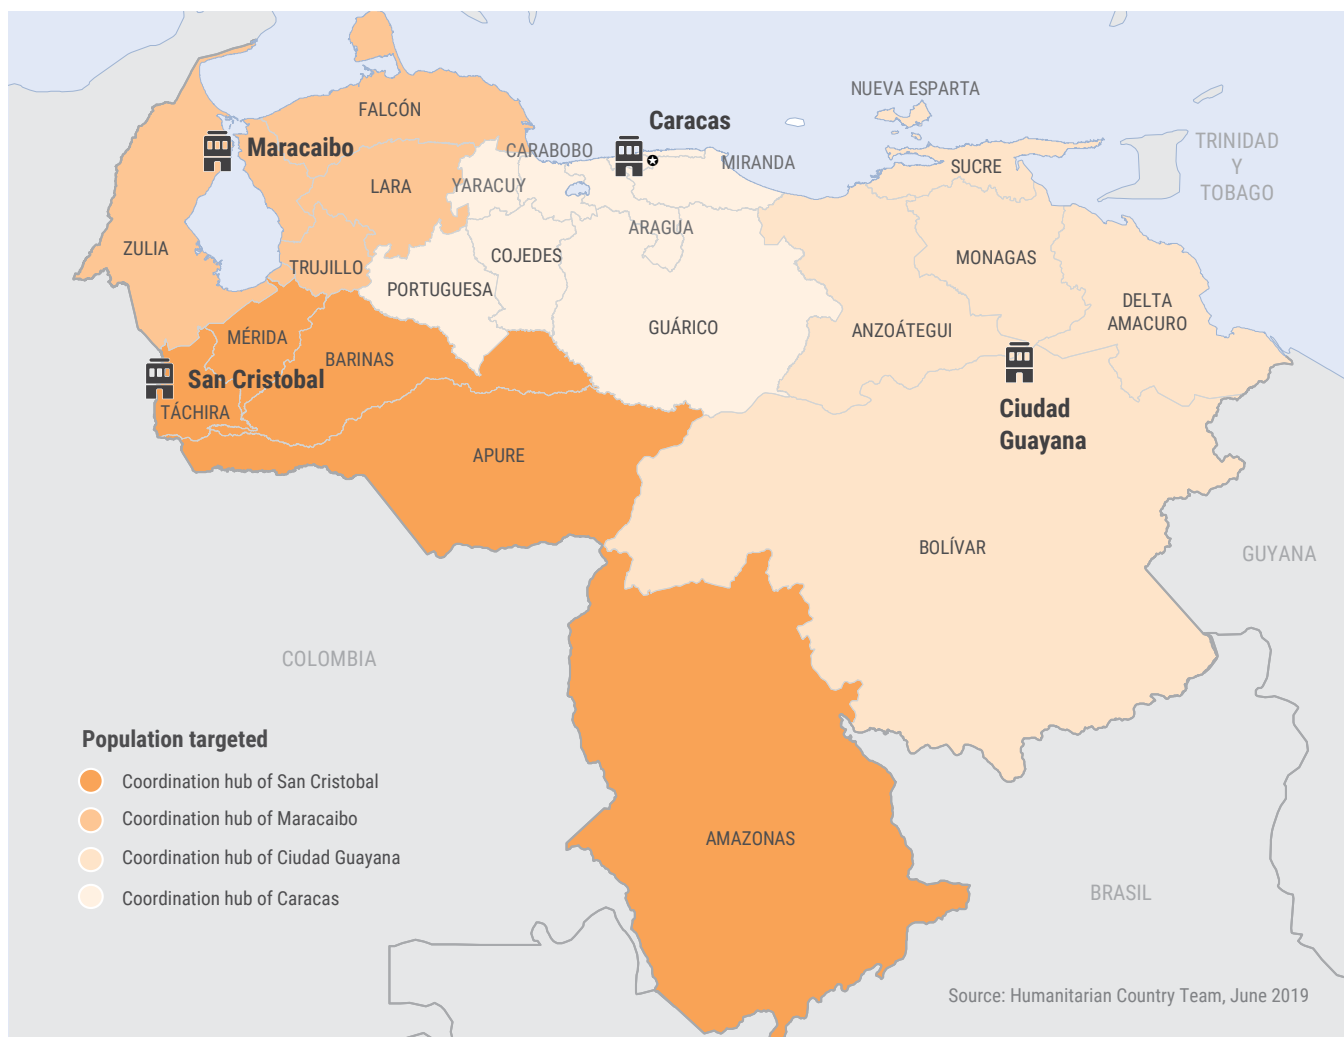 NUEVA ESPARTA
FALCÓN
Caracas
Maracaibo
CARABOBO
MIRANDA
SUCRE
TRINIDAD
Y
TOBAGO
LARA
YARACUY
ARAGUA
ZULIA
TRUJILLO
COJEDES
MONAGAS
PORTUGUESA
GUÁRICO
ANZOÁTEGUI
DELTA
AMACURO
MÉRIDA
BARINAS
San Cristobal
TÁCHIRA
Ciudad
Guayana
APURE
BOLÍVAR
GUYANA
COLOMBIA
AMAZONAS
BRASIL
Population targeted
Coordination hub of San Cristobal
Coordination hub of Maracaibo
Coordination hub of Ciudad Guayana
Coordination hub of Caracas
Source: Humanitarian Country Team, June 2019